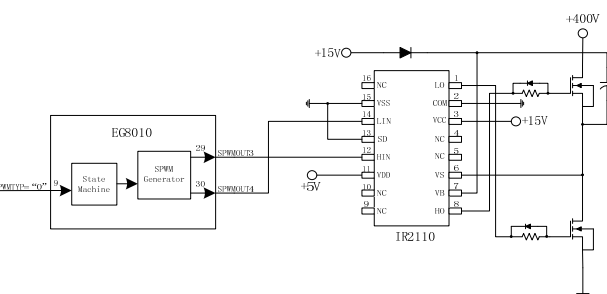 +400V
+15V
16 NC LO 1
15 VSS COM 2
14 LIN VCC 3 +15V
13 SD NC 4
12 HIN NC 5
11 VDD VS 6
10 NC VB 7
9 NC HO 8
IR2110
+5V
EG8010
29 SPWMOUT3
30 SPWMOUT4
State
Machine
SPWM
Generator
WMTYP= "0" 9